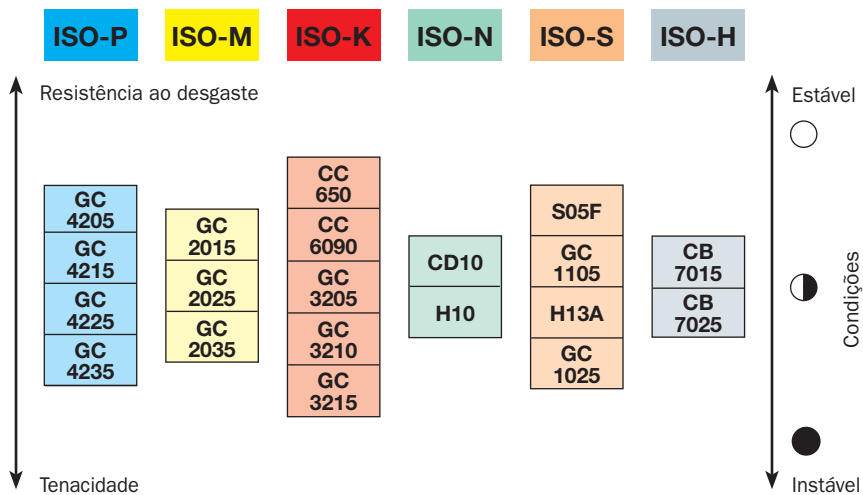 ISO-P
ISO-M
ISO-K
ISO-N
ISO-S
ISO-H
Resistência ao desgaste
Estável
GC
4205
GC
4215
GC
4225
GC
4235
GC
2015
GC
2025
GC
2035
CC
650
CC
6090
GC
3205
GC
3210
GC
3215
CD10
H10
S05F
GC
1105
H13A
GC
1025
CB
7015
CB
7025
Condições
Tenacidade
Instável